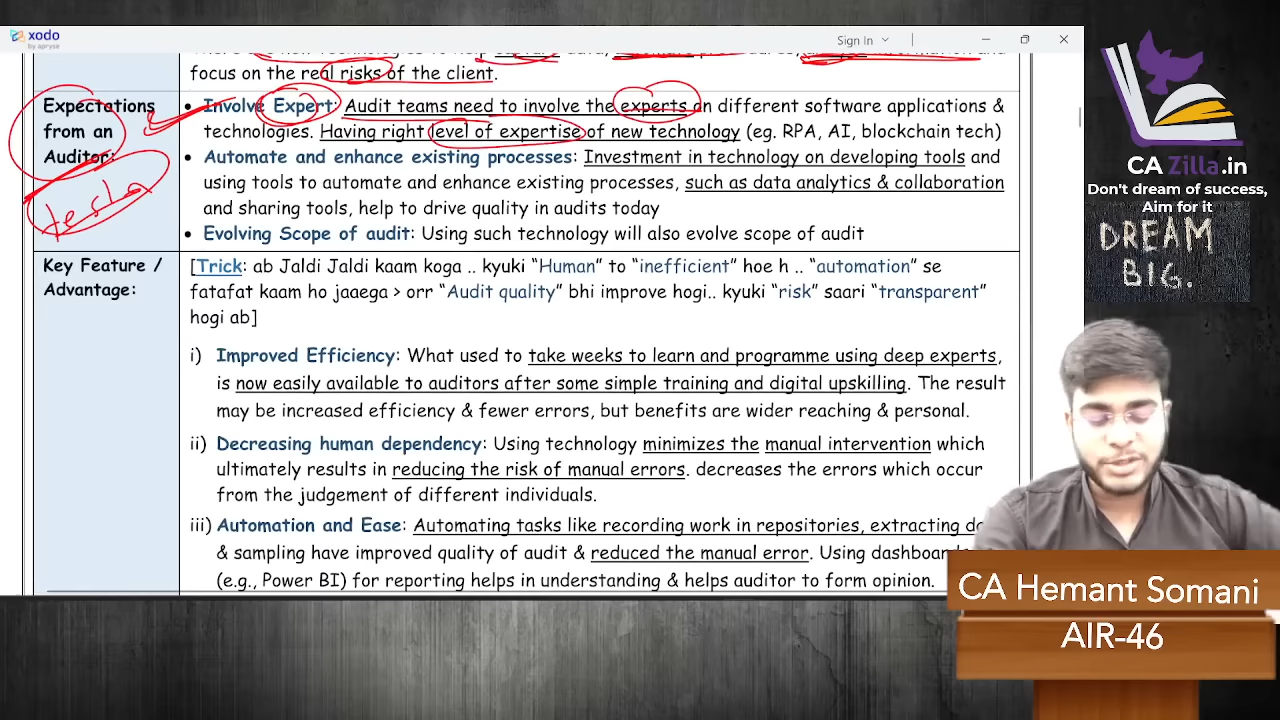 xodo
by apryse
Sign In
focus on the real risks of the client.
Expectations
from an
Auditor:
tesla
• Involve Expert: Audit teams need to involve the experts on different software applications &
technologies. Having right level of expertise of new technology (eg. RPA, AI, blockchain tech)
• Automate and enhance existing processes: Investment in technology on developing tools and
using tools to automate and enhance existing processes, such as data analytics & collaboration
and sharing tools, help to drive quality in audits today
• Evolving Scope of audit: Using such technology will also evolve scope of audit
Key Feature /
Advantage:
[Trick: ab Jaldi Jaldi kaam koga .. kyuki “Human” to “inefficient” hoe h .. “automation” se
fatafat kaam ho jaaega > orr “Audit quality” bhi improve hogi.. kyuki “risk” saari “transparent”
hogi ab]
i) Improved Efficiency: What used to take weeks to learn and programme using deep experts,
is now easily available to auditors after some simple training and digital upskilling. The result
may be increased efficiency & fewer errors, but benefits are wider reaching & personal.
ii) Decreasing human dependency: Using technology minimizes the manual intervention which
ultimately results in reducing the risk of manual errors. decreases the errors which occur
from the judgement of different individuals.
iii) Automation and Ease: Automating tasks like recording work in repositories, extracting
& sampling have improved quality of audit & reduced the manual error. Using
(e.g., Power BI) for reporting helps in understanding & helps auditor to form opinion.
CA Zilla.in
Don't dream of success,
Aim for it
DREAM
BIG.
CA Hemant Somani
AIR-46